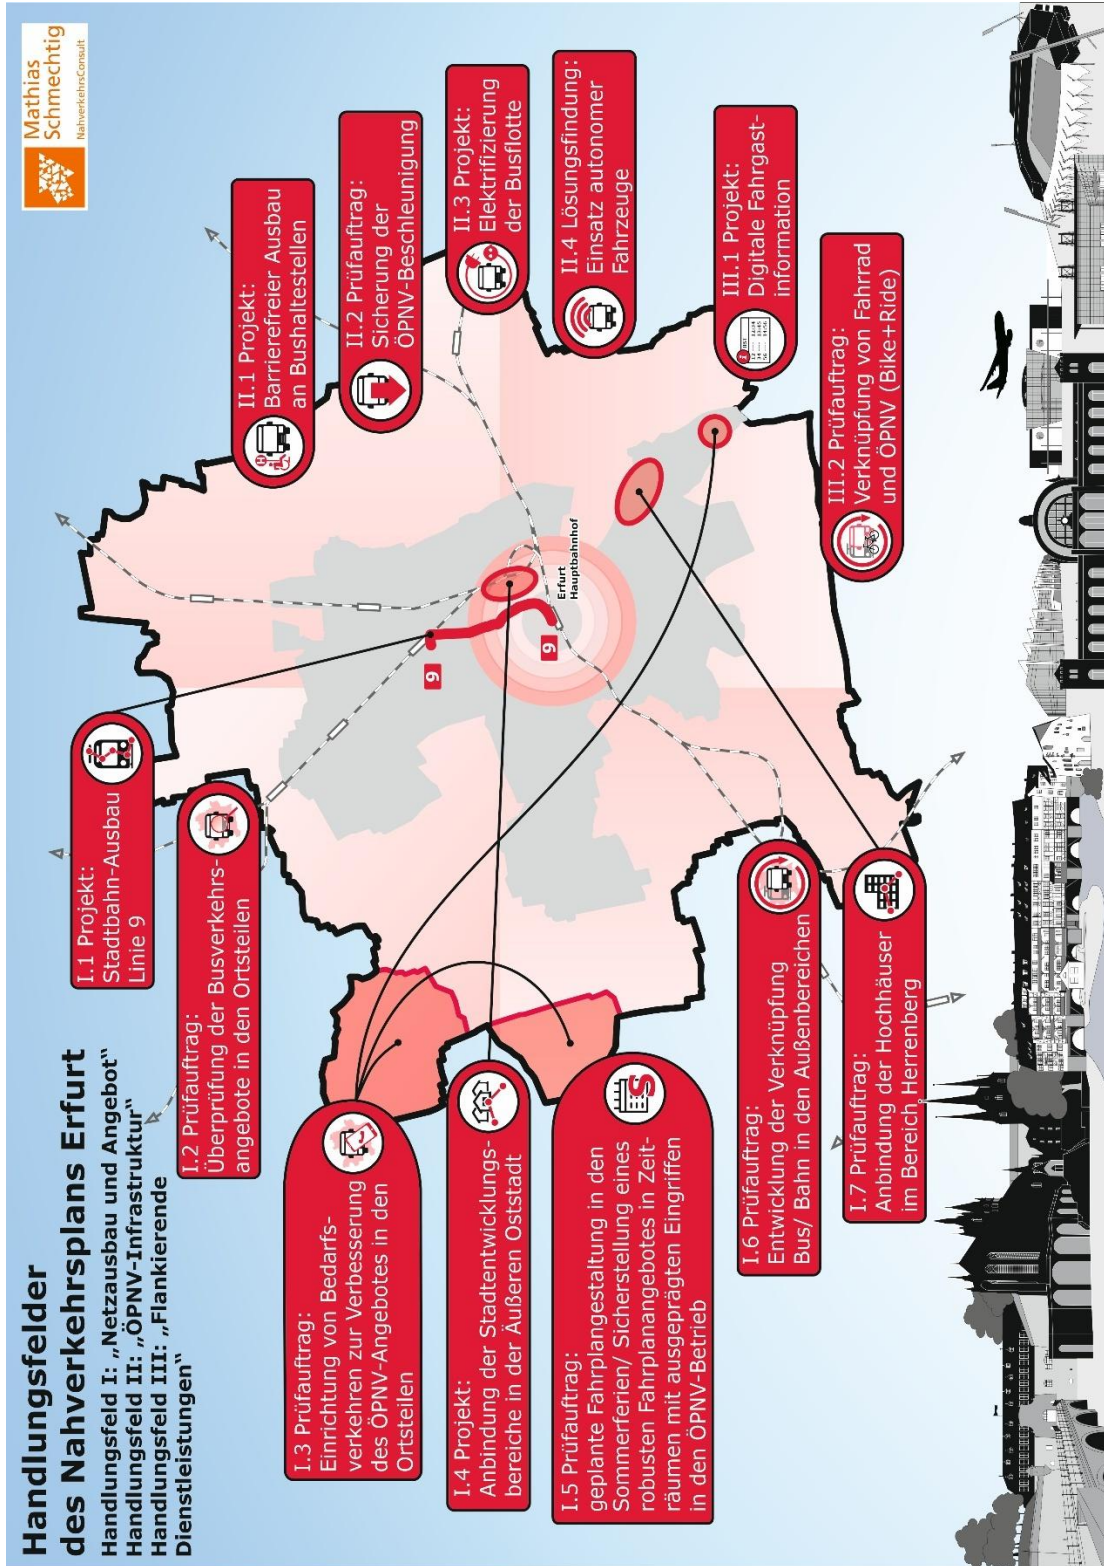 Handlungsfelder
des Nahverkehrsplans Erfurt
Handlungsfeld I: „Netzausbau und Angebot“
Handlungsfeld II: „ÖPNV-Infrastruktur“
Handlungsfeld III: „Flankierende
Dienstleistungen“
Mathias
Schmechtig
NahverkehrsConsult
I.1 Projekt:
Stadtbahn-Ausbau
Linie 9
I.2 Prüfauftrag:
Überprüfung der Busverkehrs-
angebote in den Ortsteilen
I.3 Prüfauftrag:
Einrichtung von Bedarfs-
verkehren zur Verbesserung
des ÖPNV-Angebotes in den
Ortsteilen
I.4 Projekt:
Anbindung der Stadtentwicklungs-
bereiche in der Äußeren Oststadt
I.5 Prüfauftrag:
geplante Fahrplangestaltung in den
Sommerferien/ Sicherstellung eines
robusten Fahrplanangebotes in Zeit-
räumen mit ausgeprägten Eingriffen
in den ÖPNV-Betrieb
S
I.6 Prüfauftrag:
Entwicklung der Verknüpfung
Bus/ Bahn in den Außenbereichen
I.7 Prüfauftrag:
Anbindung der Hochhäuser
im Bereich Herrenberg
9
9
Erfurt
Hauptbahnhof
II.1 Projekt:
Barrierefreier Ausbau
an Bushaltestellen
H
II.2 Prüfauftrag:
Sicherung der
ÖPNV-Beschleunigung
II.3 Projekt:
Elektrifizierung
der Busflotte
II.4 Lösungsfindung:
Einsatz autonomer
Fahrzeuge
III.1 Projekt:
Digitale Fahrgast-
information
III.2 Prüfauftrag:
Verknüpfung von Fahrrad
und ÖPNV (Bike+Ride)